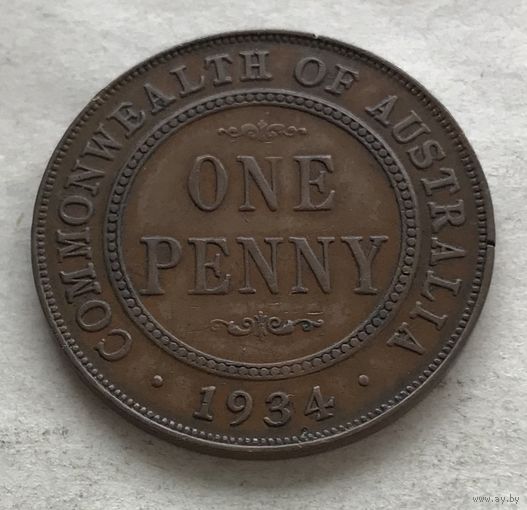 COMMONWEALTH OF AUSTRALIA
ONE
PENNY
· 1934 ·
www.ay.by